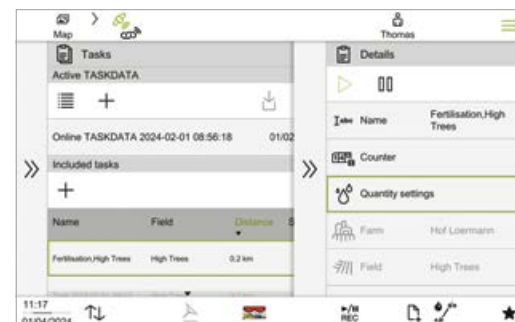 Map
Thomas
Tasks
Active TASKDATA
Online TASKDATA 2024-02-01 08:56:18 01/02
Included tasks
Name Field Distance S
Fertilisation,High Trees High Trees 0.2 km
Details
Name Fertilisation,High
Trees
Counter
Quantity settings
Farm Hof Loermann
Field High Trees
11:17
01/04/2024
REC